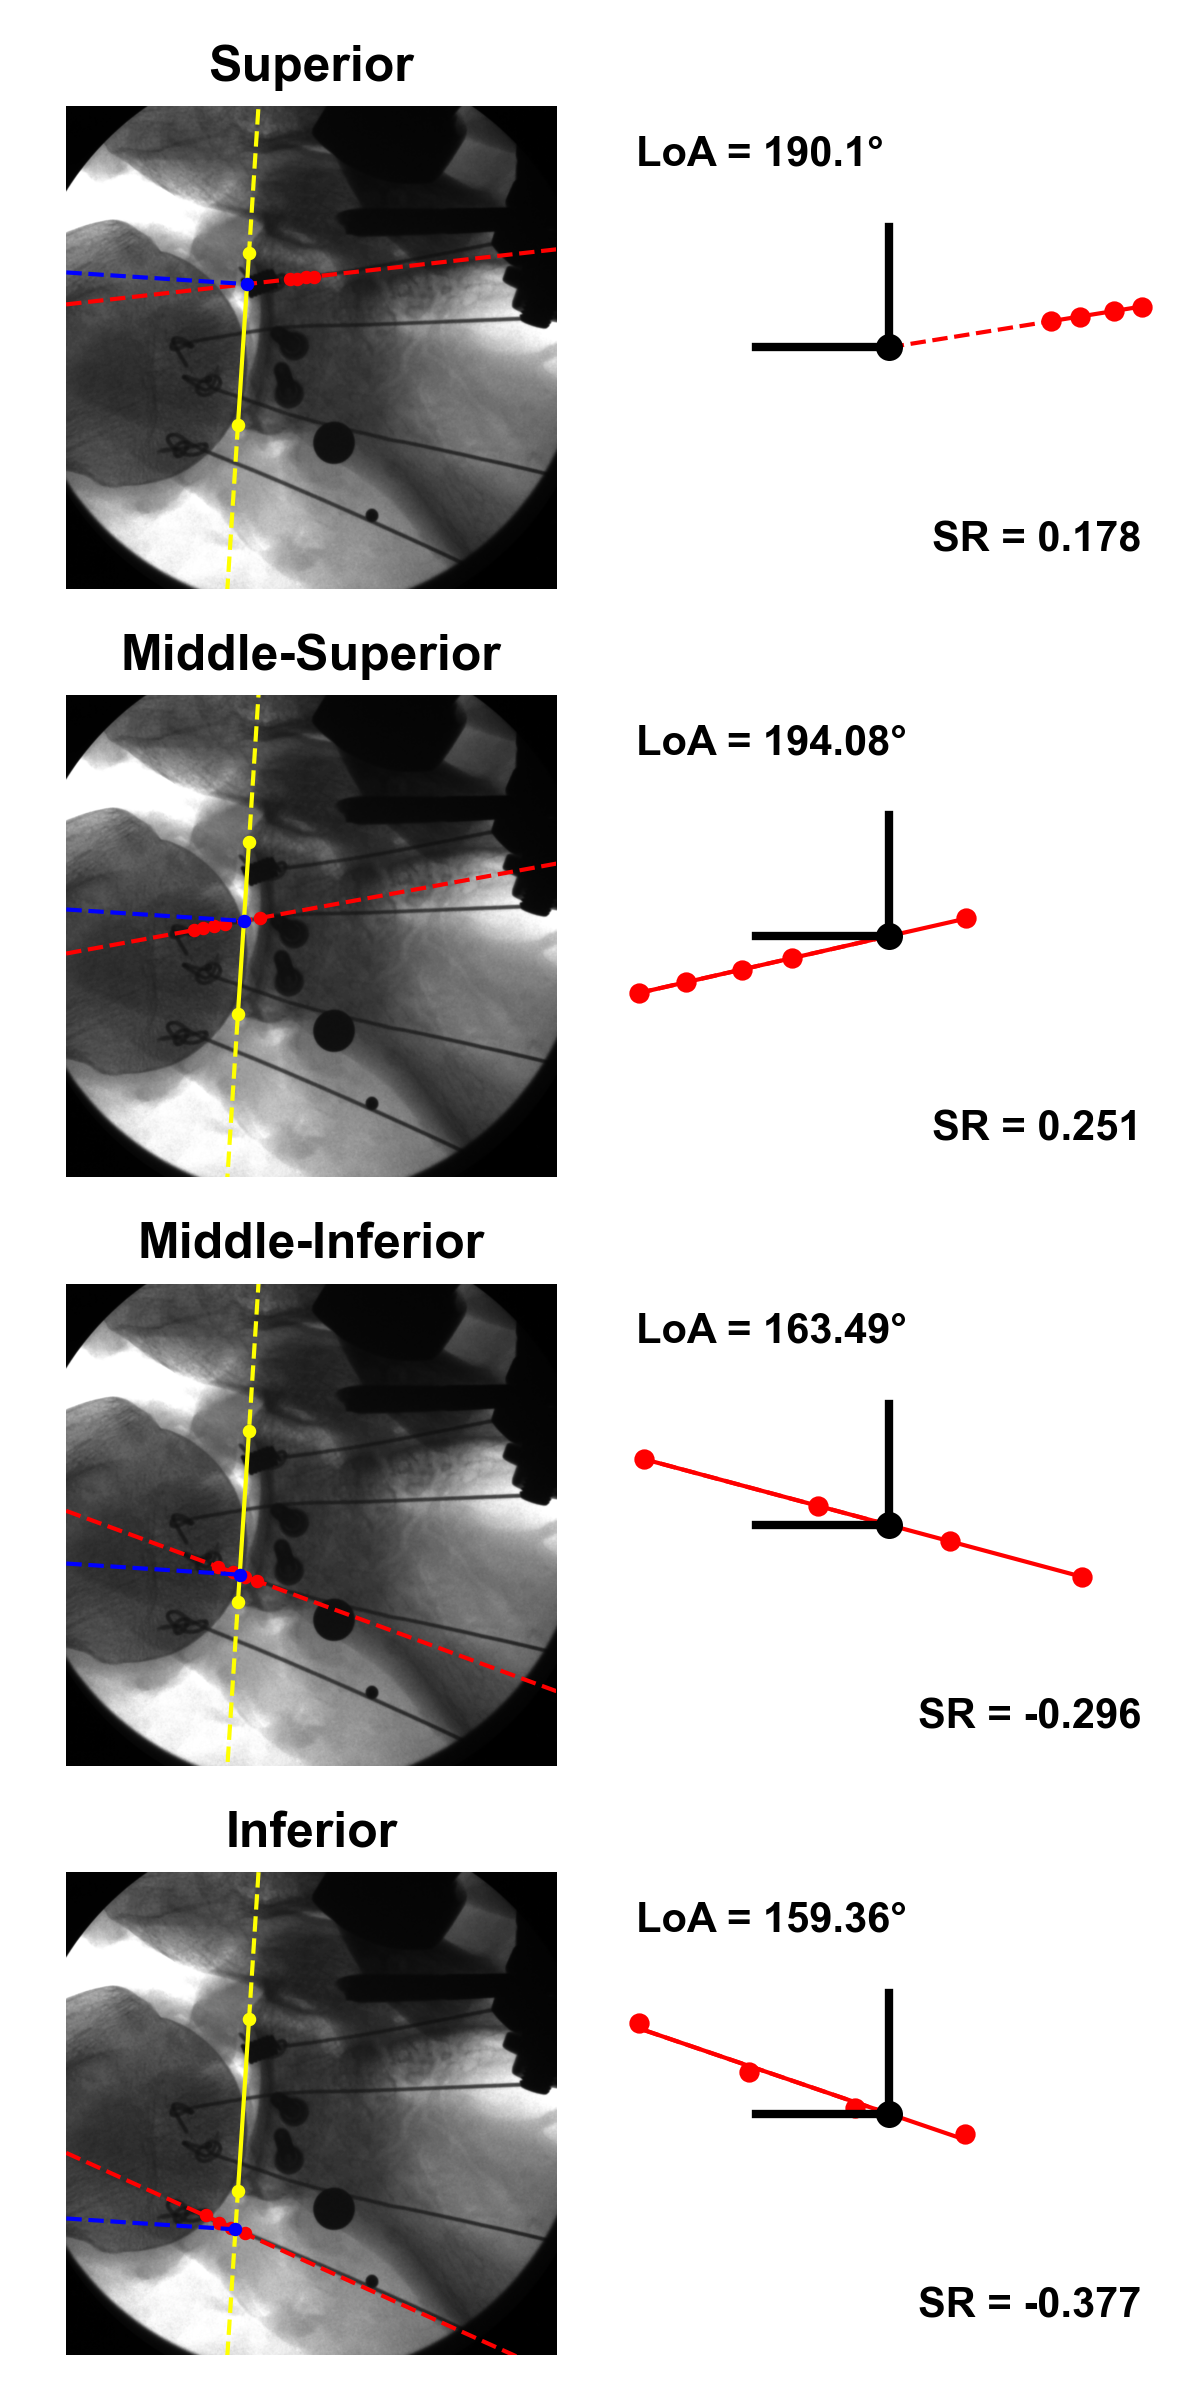 Superior
LoA = 190.1°
SR = 0.178
Middle-Superior
LoA = 194.08°
SR = 0.251
Middle-Inferior
LoA = 163.49°
SR = -0.296
Inferior
LoA = 159.36°
SR = -0.377